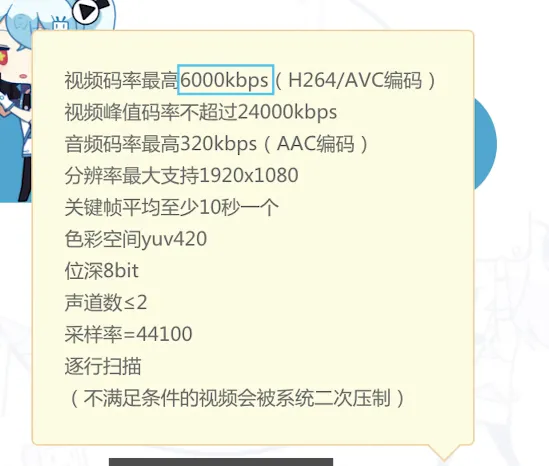 视频码率最高6000kbps（H264/AVC编码）
视频峰值码率不超过24000kbps
音频码率最高320kbps（AAC编码）
分辨率最大支持1920x1080
关键帧平均至少10秒一个
色彩空间yuv420
位深8bit
声道数≤2
采样率=44100
逐行扫描
（不满足条件的视频会被系统二次压制）